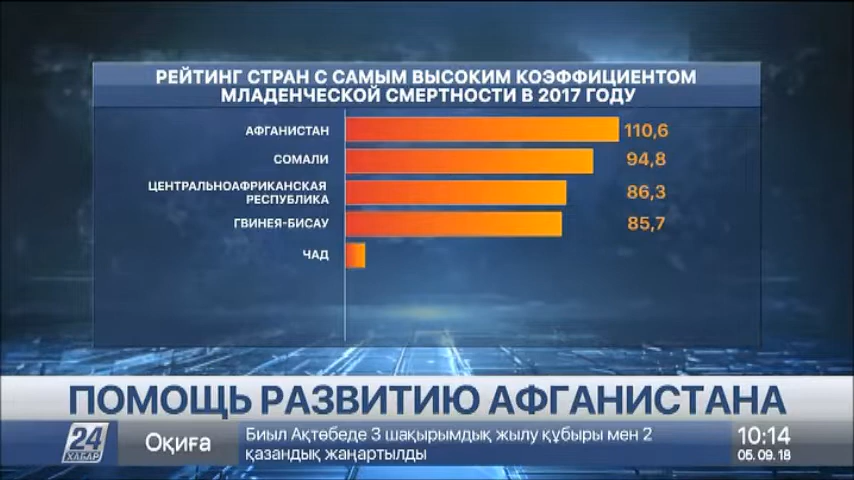 РЕЙТИНГ СТРАН С САМЫМ ВЫСОКИМ КОЭФФИЦИЕНТОМ
МЛАДЕНЧЕСКОЙ СМЕРТНОСТИ В 2017 ГОДУ
АФГАНИСТАН 110,6
СОМАЛИ 94,8
ЦЕНТРАЛЬНОАФРИКАНСКАЯ
РЕСПУБЛИКА 86,3
ГВИНЕЯ-БИСАУ 85,7
ЧАД
ПОМОЩЬ РАЗВИТИЮ АФГАНИСТАНА
24
ХАБАР
Оқиға
Биыл Ақтөбеде 3 шақырымдық жылу құбыры мен 2
қазандық жаңартылды
10:14
05.09.18